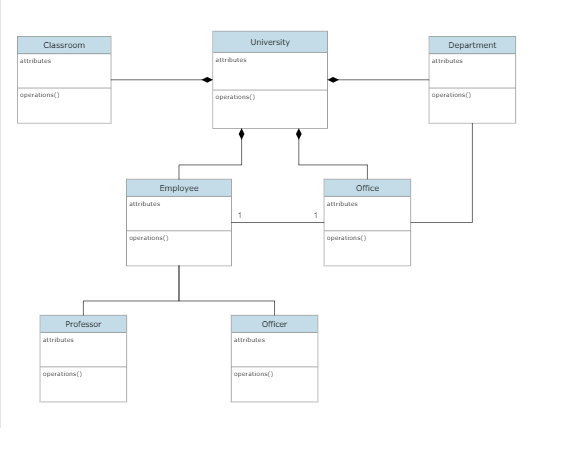 Classroom
attributes
operations()
University
attributes
operations()
Department
attributes
operations()
Employee
attributes
operations()
1
1
Office
attributes
operations()
Professor
attributes
operations()
Officer
attributes
operations()